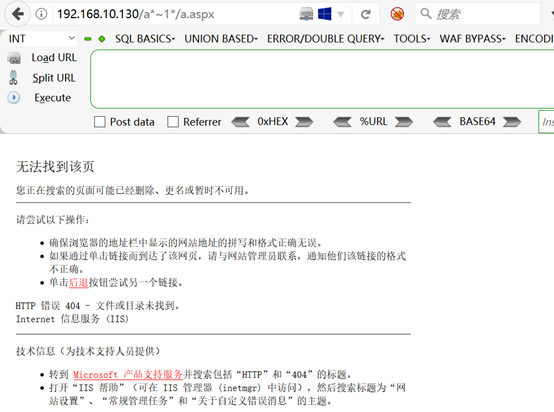 192.168.10.130/a*~1*/a.aspx
搜索
INT
SQL BASICS UNION BASED ERROR/DOUBLE QUERY TOOLS WAF BYPASS ENCODI
Load URL
Split URL
Execute
Post data Referrer 0xHEX %URL BASE64 Ins
无法找到该页
您正在搜索的页面可能已经删除、更名或暂时不可用。
请尝试以下操作:
确保浏览器的地址栏中显示的网站地址的拼写和格式正确无误。
如果通过单击链接而到达了该网页,请与网站管理员联系,通知他们该链接的格式
不正确。
单击后退按钮尝试另一个链接。
HTTP 错误 404 - 文件或目录未找到。
Internet 信息服务 (IIS)
技术信息(为技术支持人员提供)
转到 Microsoft 产品支持服务并搜索包括“HTTP”和“404”的标题。
打开“IIS 帮助”(可在 IIS 管理器 (inetmgr) 中访问),然后搜索标题为“网
站设置”、“常规管理任务”和“关于自定义错误消息”的主题。